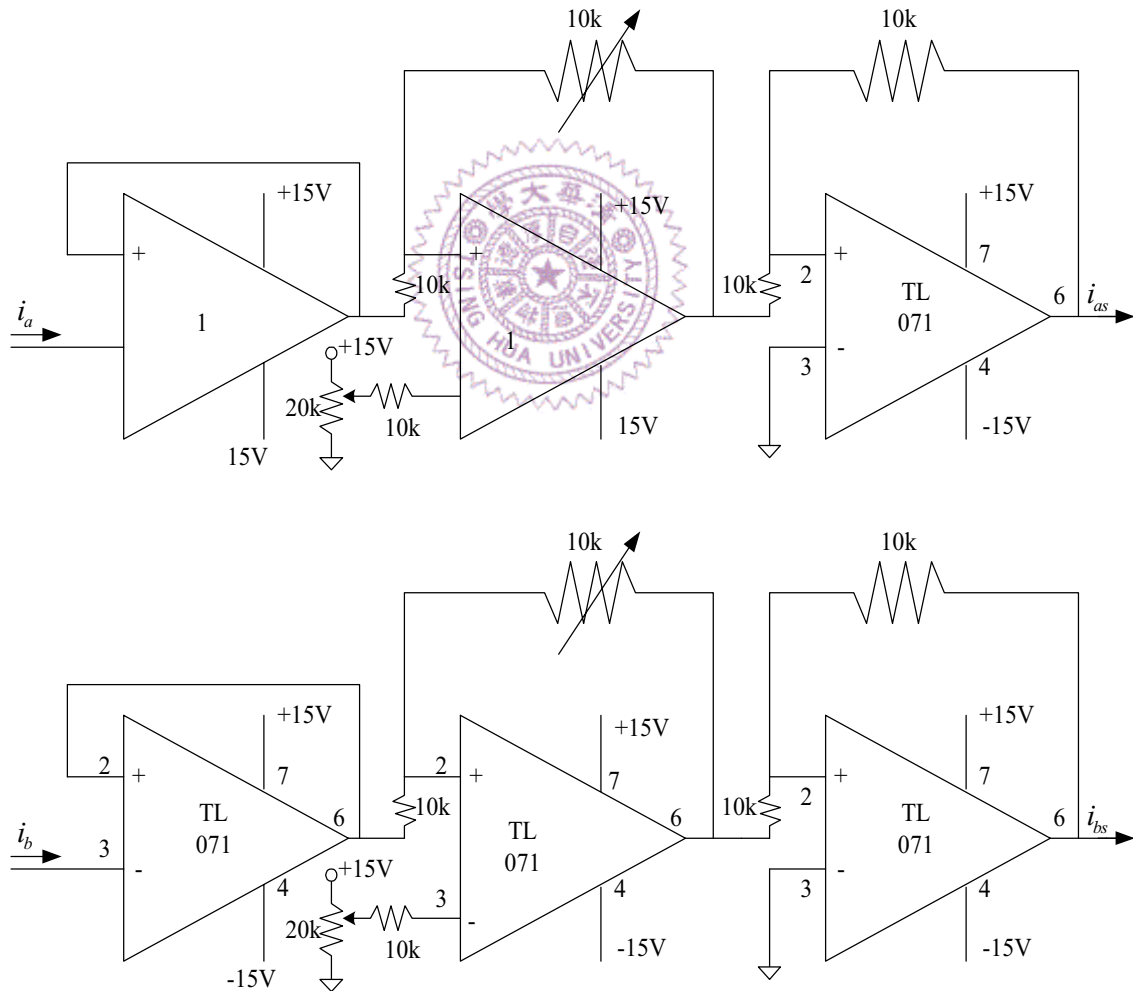 10k
10k
+15V
+15V
+15V
+
+
+
10k
10k
2
7
i_a
1
1
TL
071
6
i_as
+15V
20k
10k
-
3
4
15V
15V
-15V
TSING HUA UNIVERSITY
10k
10k
+15V
+15V
+15V
2
+
7
2
+
7
2
+
7
10k
10k
i_b
3
-
TL
071
6
4
TL
071
6
TL
071
6
i_bs
+15V
20k
10k
3
-
4
3
-
4
-15V
-15V
-15V